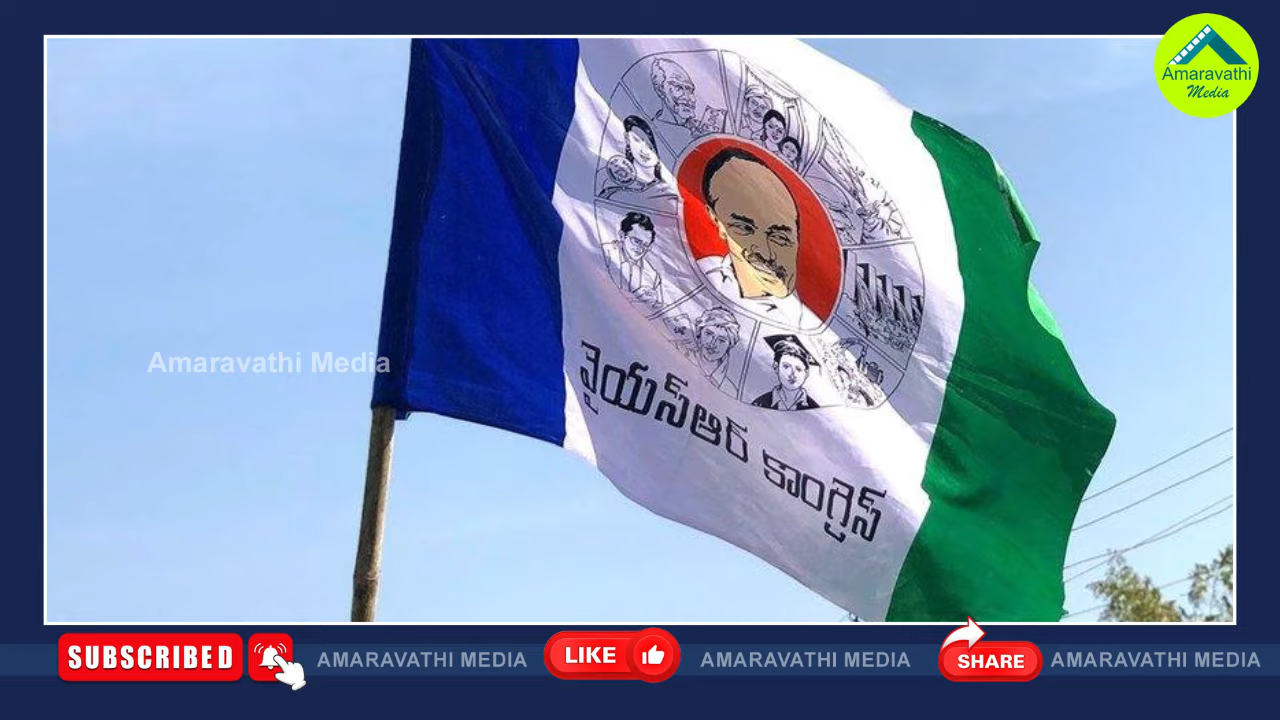 Amaravathi
Media
Amaravathi Media
వైయస్ఆర్ కాంగ్రెస్
SUBSCRIBED
AMARAVATHI MEDIA
LIKE
AMARAVATHI MEDIA
SHARE
AMARAVATHI MEDIA